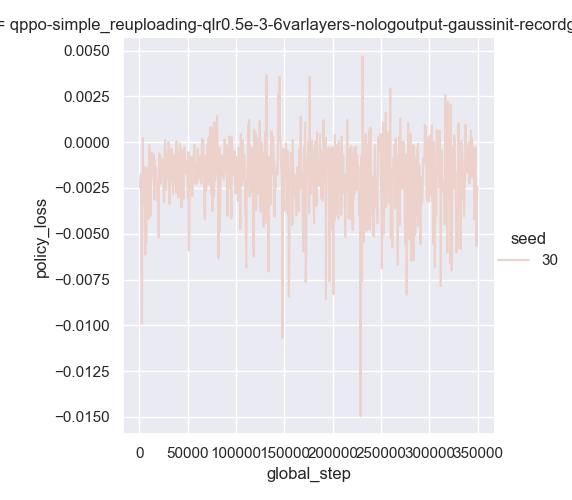 = qppo-simple_reuploading-qlr0.5e-3-6varlayers-nologoutput-gaussinit-recordg
0.0050
0.0025
0.0000
−0.0025
−0.0050
−0.0075
−0.0100
−0.0125
−0.0150
policy_loss
0 50000 100000 150000 200000 250000 300000 350000
global_step
seed
30